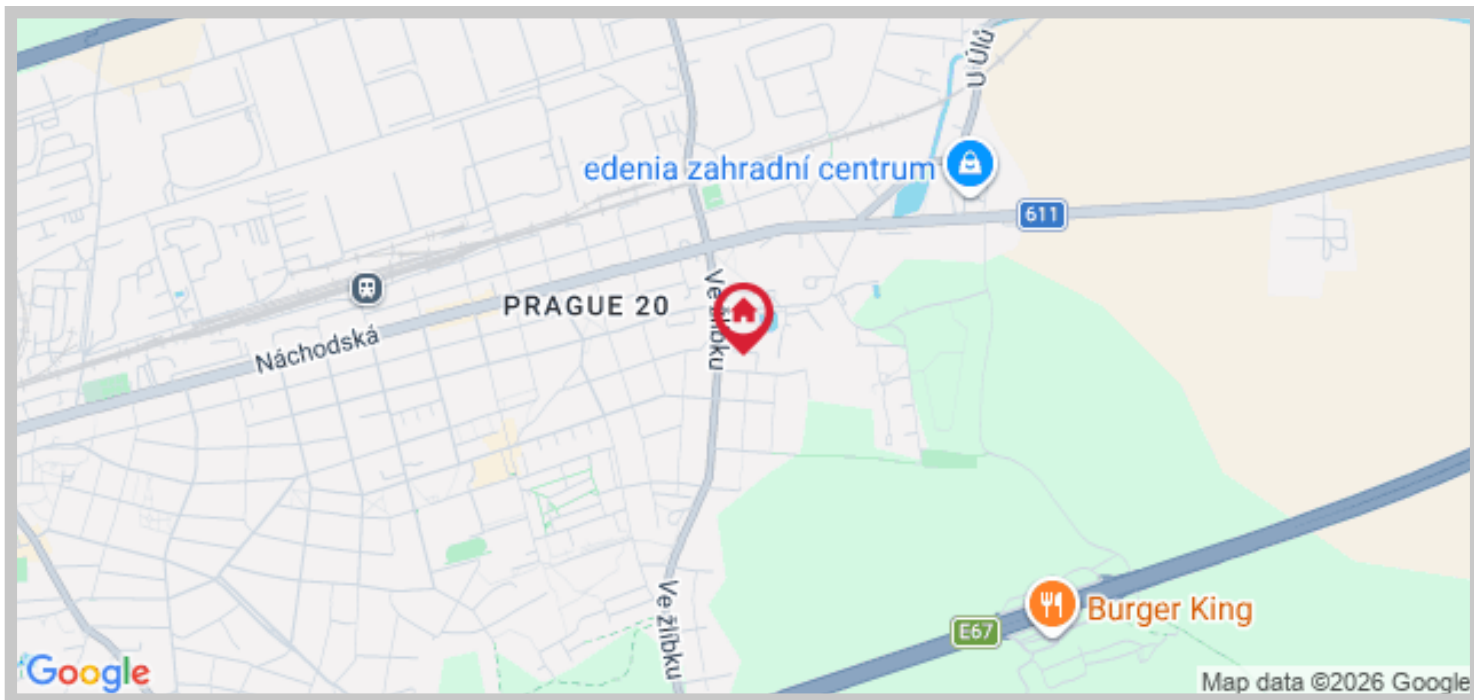 U Úlů
edenia zahradní centrum
611
Ve žlíbku
PRAGUE 20
Náchodská
Ve žlíbku
Burger King
E67
Google
Map data ©2026 Google